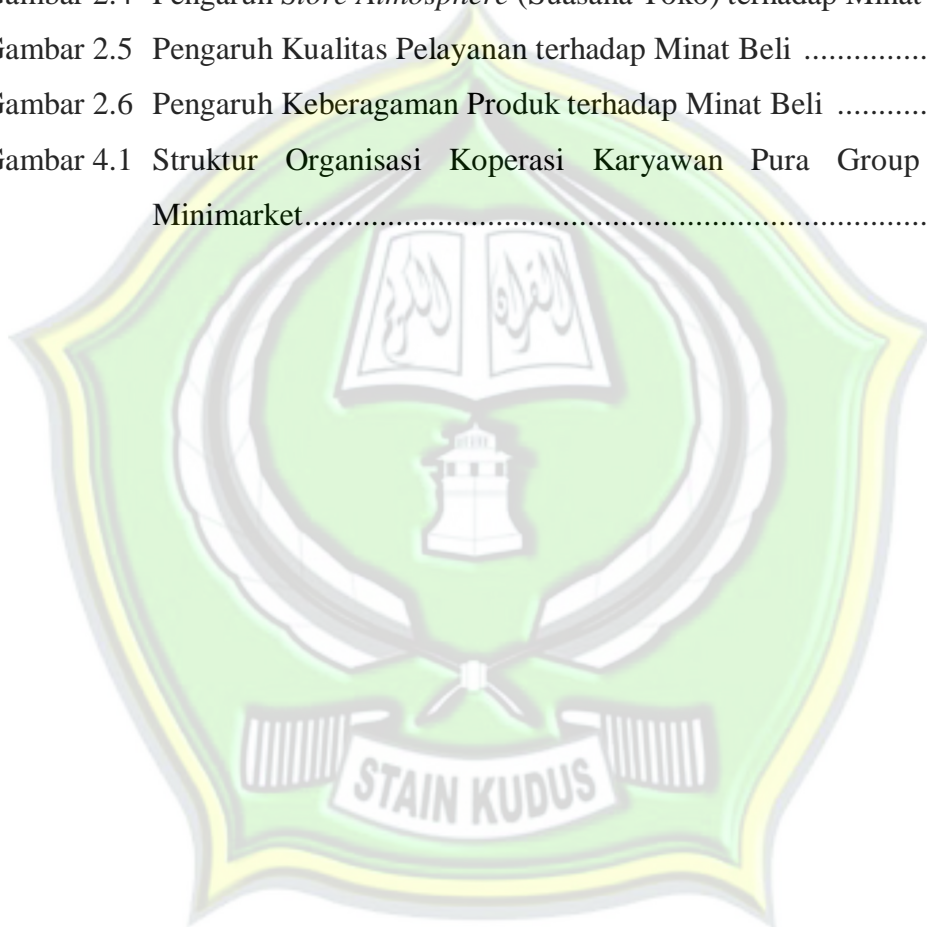 Gambar 2.4 Pengaruh Store Atmosphere (Suasana Toko) terhadap Minat
Gambar 2.5 Pengaruh Kualitas Pelayanan terhadap Minat Beli ...............
Gambar 2.6 Pengaruh Keberagaman Produk terhadap Minat Beli ...........
Gambar 4.1 Struktur Organisasi Koperasi Karyawan Pura Group
Minimarket.............................................................................
القرآن الكريم
STAIN KUDUS